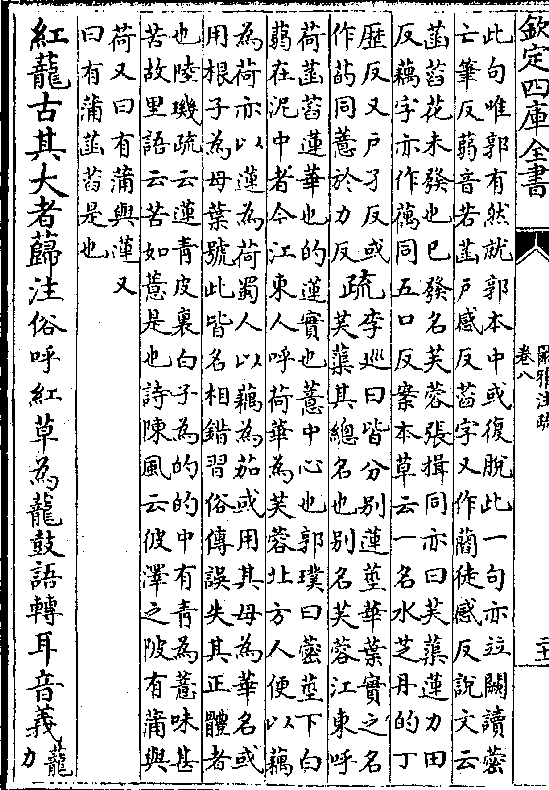 欽定四庫全書
爾雅注疏
卷八
二十一
此句唯郭有然就郭本中或復脫此一句亦竝闕讀蔤
亡筆反蒻音若菡戸感反萏字又作䕘徒感反說文云
菡萏花未發也巳發名芙蓉張揖同亦曰芙蕖蓮力田
反藕字亦作蕅同五口反案本草云一名水芝丹的丁
歴反又戸了反或
作菂同薏於力反
疏
李廵曰皆分別蓮莖華葉實之名
芙蕖其總名也別名芙蓉江東呼
荷菡萏蓮華也的蓮實也薏中心也郭璞曰蔤莖下白
蒻在泥中者今江東人呼荷華為芙蓉北方人便以藕
為荷亦以蓮為荷蜀人以藕為茄或用其母為華名或
用根子為母葉號此皆名相錯習俗傳誤失其正體者
也陸璣疏云蓮青皮裏白子為的的中有青為薏味甚
苦故里語云苦如薏是也詩陳風云彼澤之陂有蒲與
荷又曰有蒲與蓮又
曰有蒲菡萏是也
紅蘢古其大者蘬注俗呼紅草為蘢鼓語轉耳音義
蘢
力